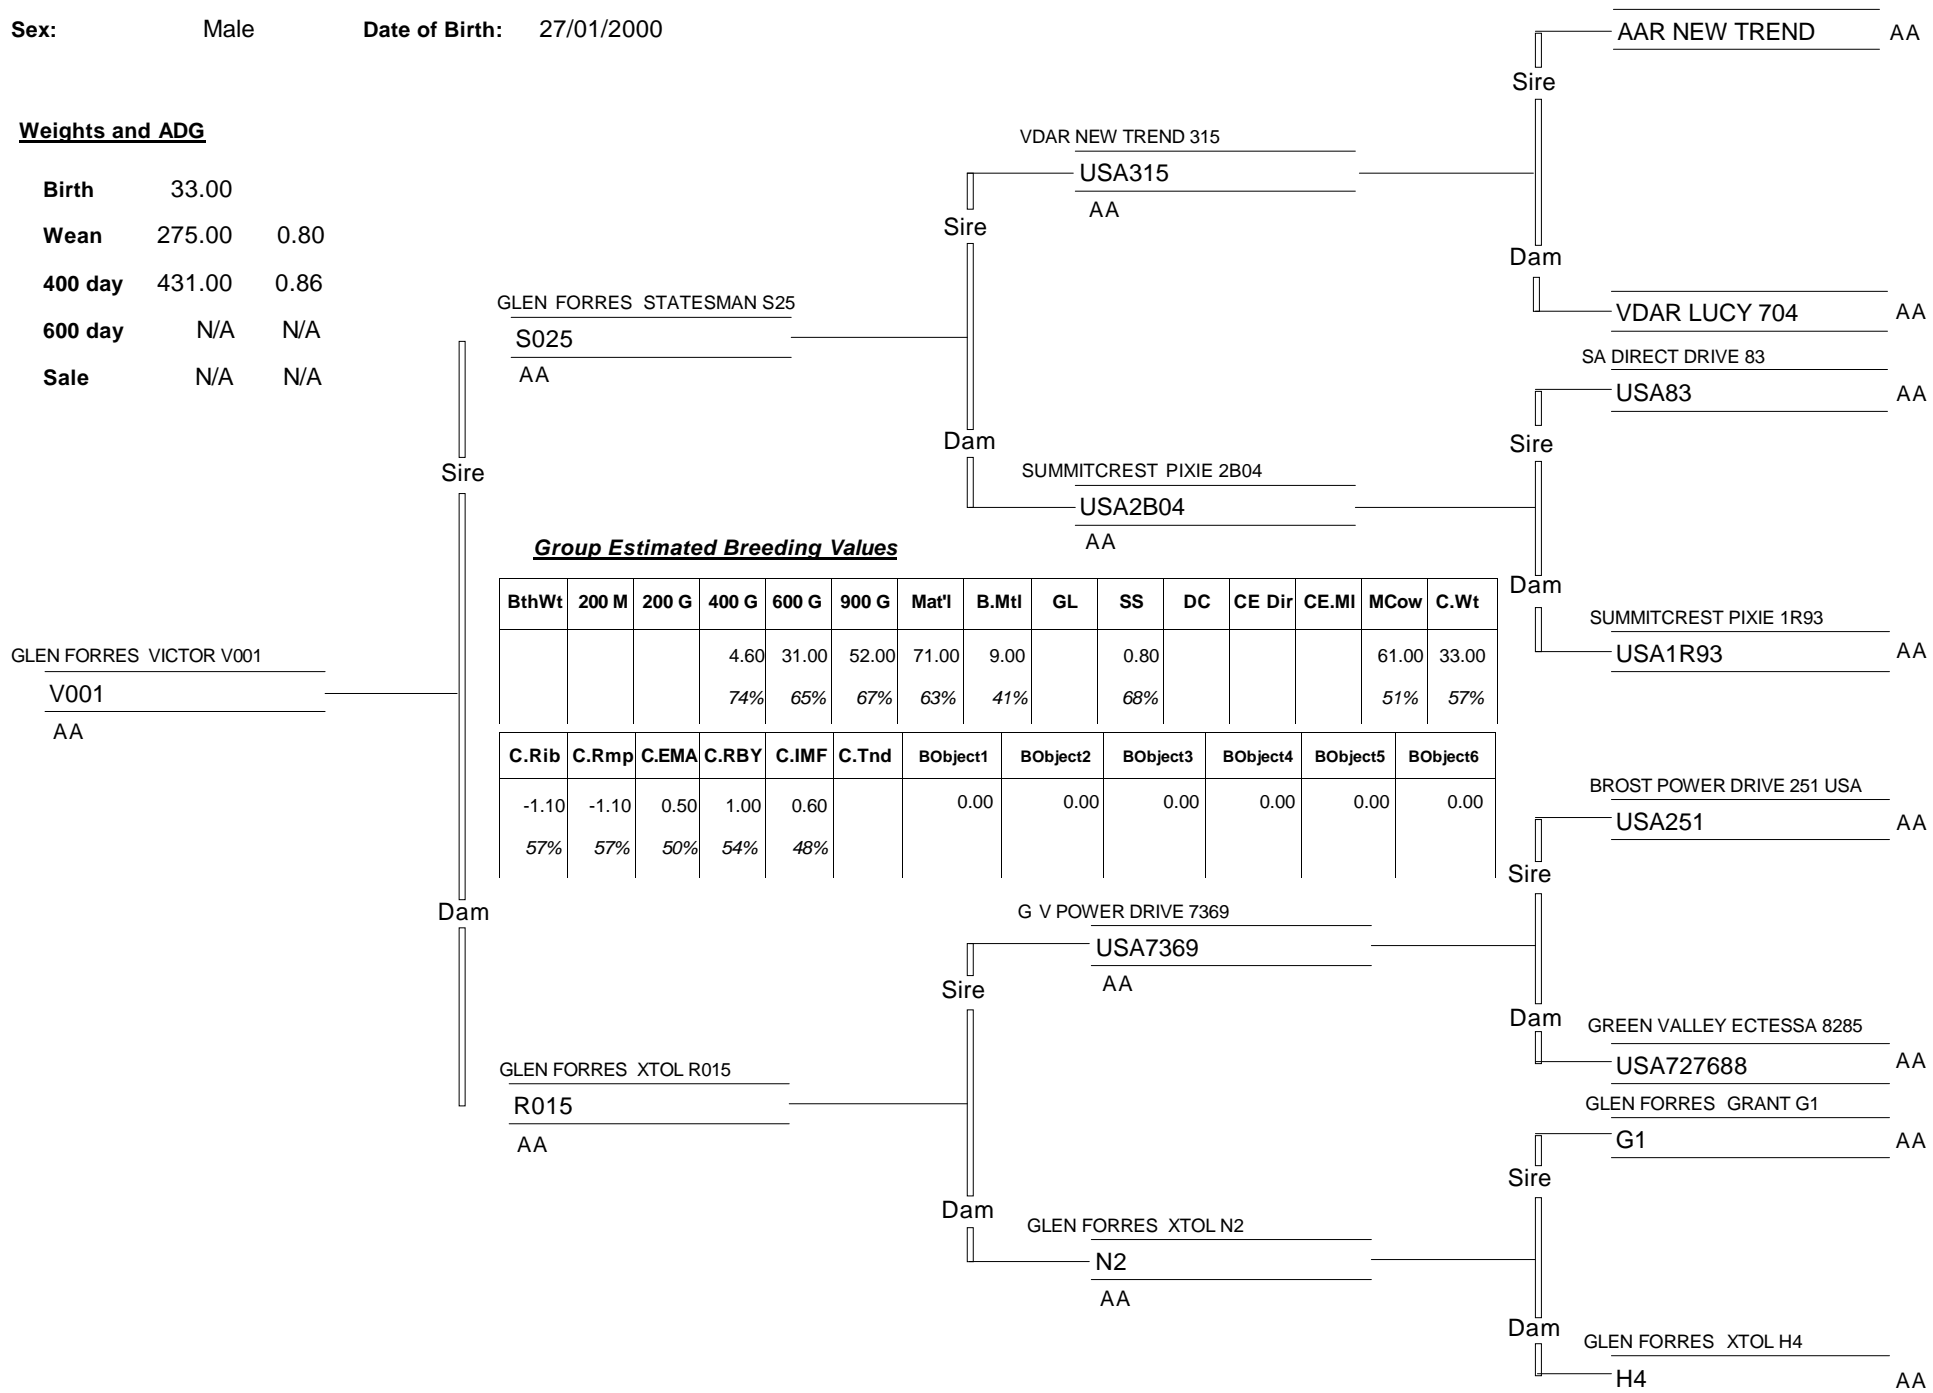 Sex: Male Date of Birth: 27/01/2000
AAR NEW TREND AA
Sire
Weights and ADG
VDAR NEW TREND 315
USA315
AA
Birth 33.00
Wean 275.00 0.80
400 day 431.00 0.86
600 day N/A N/A
Sale N/A N/A
Sire
Dam
VDAR LUCY 704 AA
GLEN FORRES STATESMAN S25
S025
AA
SA DIRECT DRIVE 83
USA83 AA
Sire
Dam
Sire
SUMMITCREST PIXIE 2B04
USA2B04
AA
Dam
SUMMITCREST PIXIE 1R93
USA1R93 AA
Group Estimated Breeding Values
BthWt 200 M 200 G 400 G 600 G 900 G Mat'l B.Mtl GL SS DC CE Dir CE.Ml MCow C.Wt
4.60 31.00 52.00 71.00 9.00 0.80 61.00 33.00
74% 65% 67% 63% 41% 68% 51% 57%
GLEN FORRES VICTOR V001
V001
AA
C.Rib C.Rmp C.EMA C.RBY C.IMF C.Tnd BObject1 BObject2 BObject3 BObject4 BObject5 BObject6
-1.10 -1.10 0.50 1.00 0.60 0.00 0.00 0.00 0.00 0.00 0.00
57% 57% 50% 54% 48%
BROST POWER DRIVE 251 USA
USA251 AA
Sire
Dam
G V POWER DRIVE 7369
USA7369
AA
Sire
Dam
GREEN VALLEY ECTESSA 8285
USA727688 AA
GLEN FORRES XTOL R015
R015
AA
GLEN FORRES GRANT G1
G1 AA
Sire
Dam
GLEN FORRES XTOL N2
N2
AA
Dam
GLEN FORRES XTOL H4
H4 AA